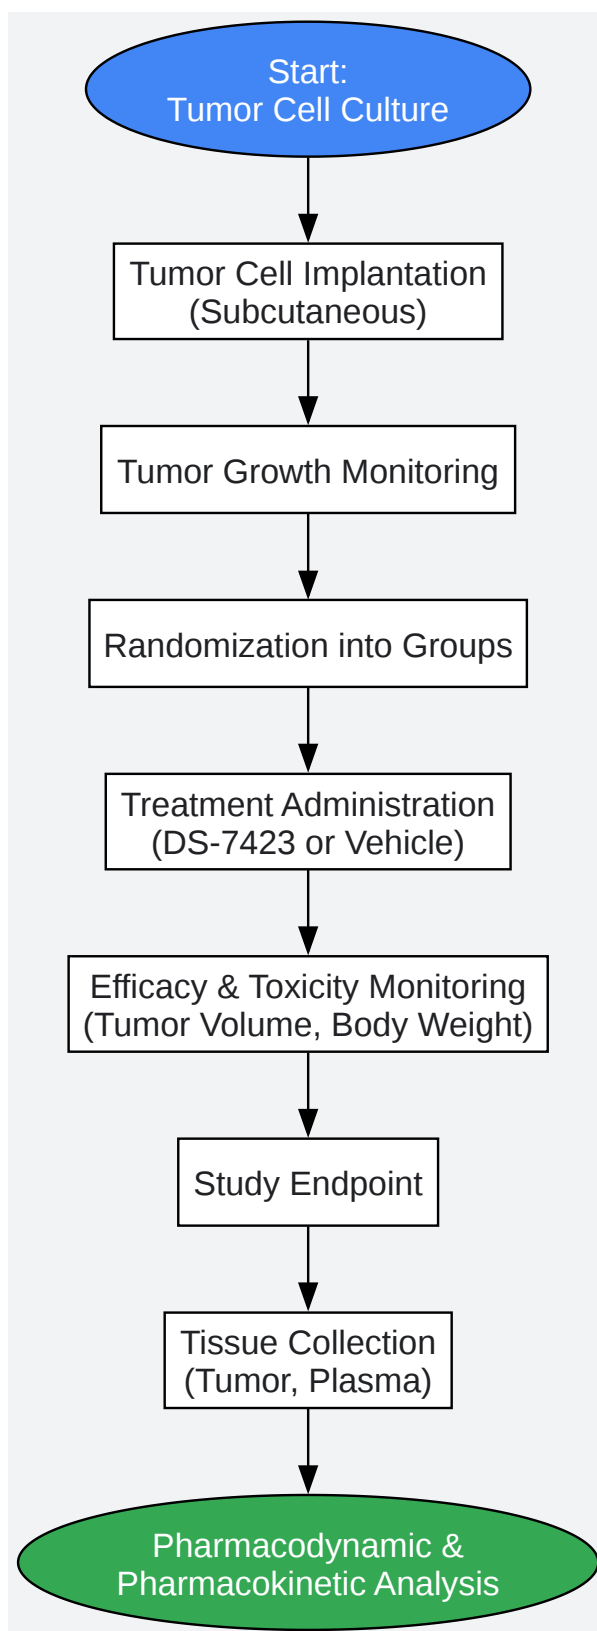 Start:
Tumor Cell Culture
Tumor Cell Implantation
(Subcutaneous)
Tumor Growth Monitoring
Randomization into Groups
Treatment Administration
(DS-7423 or Vehicle)
Efficacy & Toxicity Monitoring
(Tumor Volume, Body Weight)
Study Endpoint
Tissue Collection
(Tumor, Plasma)
Pharmacodynamic &
Pharmacokinetic Analysis